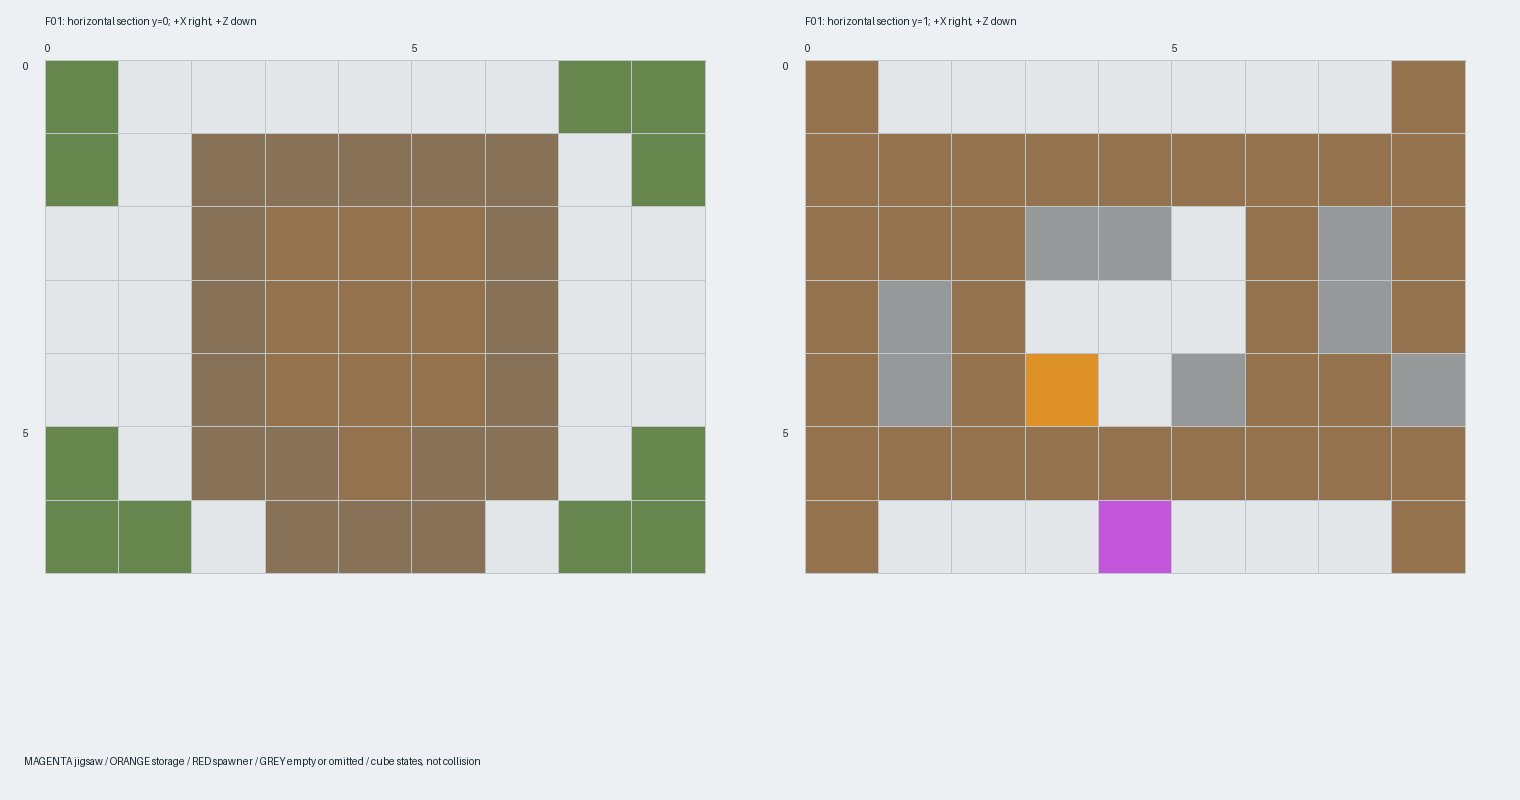 F01: horizontal section y=0; +X right, +Z down
0 5
0
5
F01: horizontal section y=1; +X right, +Z down
0 5
0
5
MAGENTA jigsaw / ORANGE storage / RED spawner / GREY empty or omitted / cube states, not collision